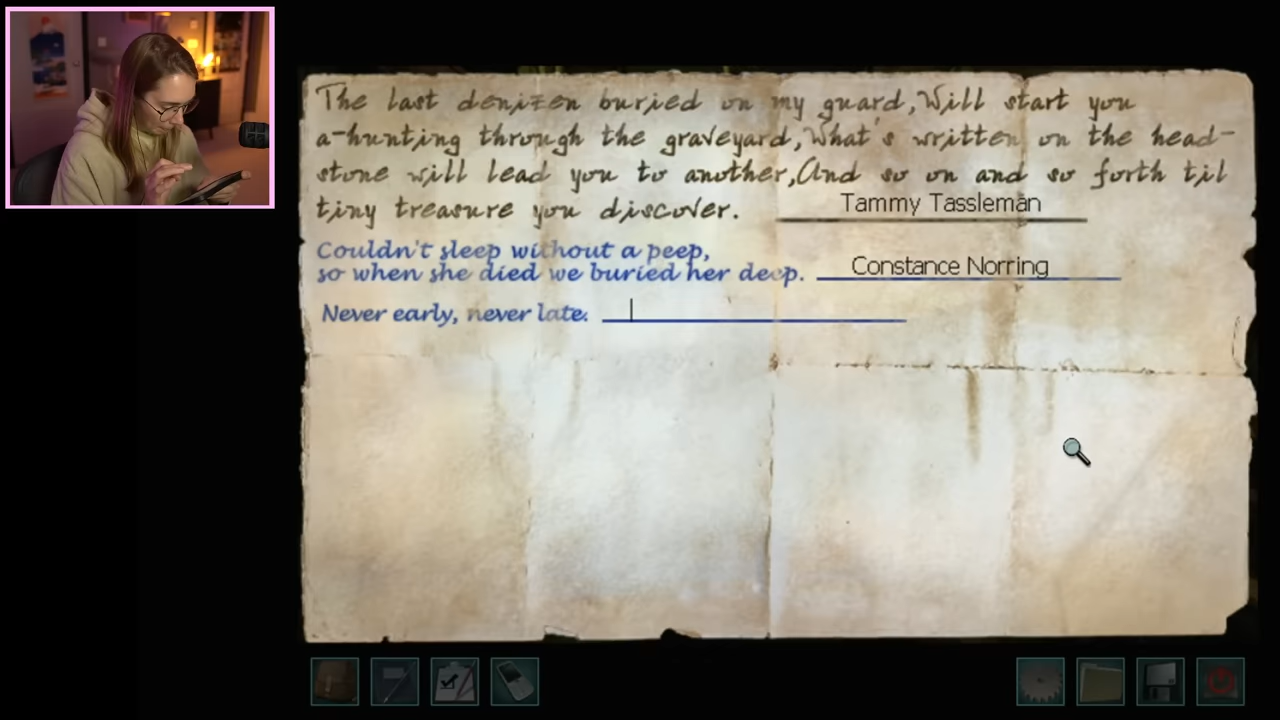 The last denizen buried on my guard,Will start you
a-hunting through the graveyard,What's written on the head-
stone will lead you to another,And so on and so forth til
tiny treasure you discover. Tammy Tassleman
Couldn't sleep without a peep,
so when she died we buried her deep. Constance Norring
Never early, never late.